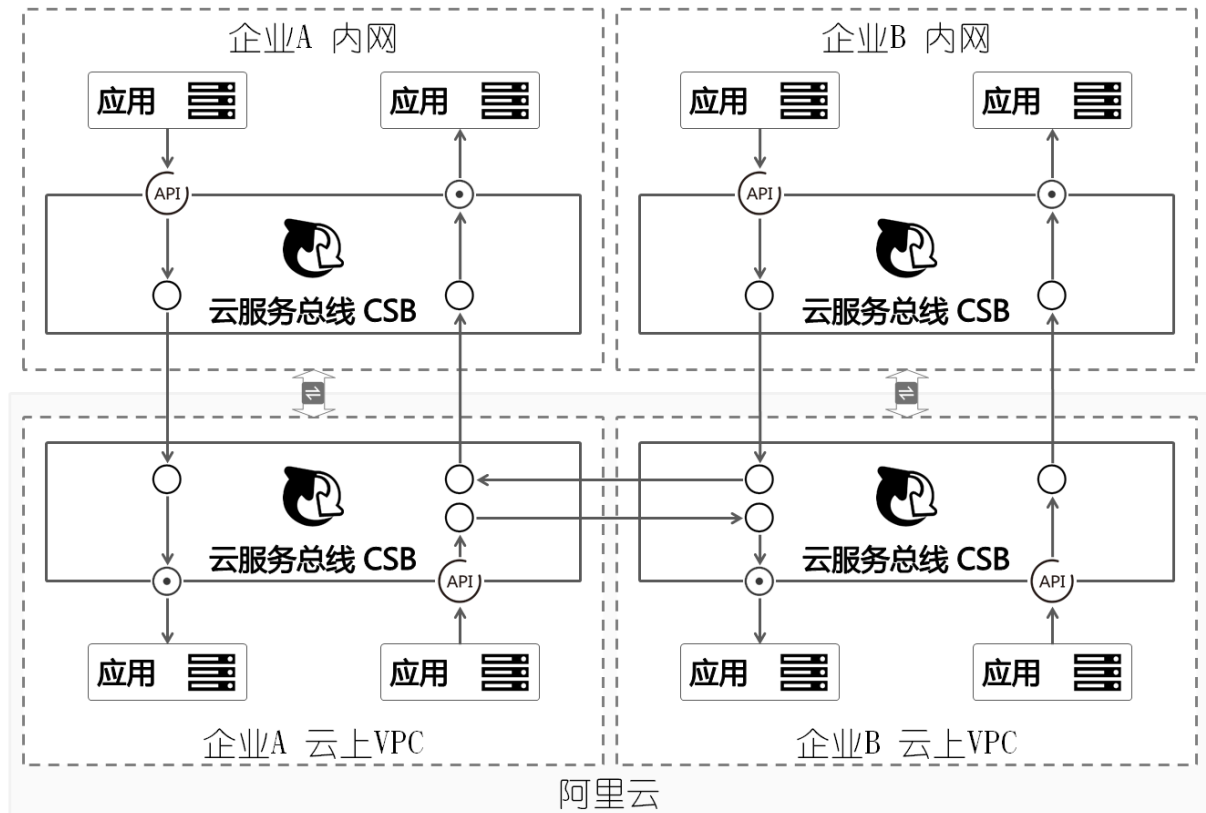 企业A 内网
企业B 内网
应用
应用
应用
应用
API
API
云服务总线 CSB
云服务总线 CSB
云服务总线 CSB
云服务总线 CSB
API
API
应用
应用
应用
应用
企业A 云上VPC
企业B 云上VPC
阿里云